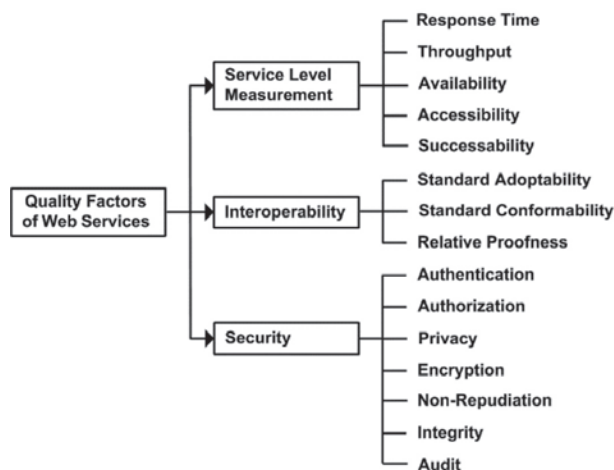 Quality Factors
of Web Services
Service Level
Measurement
Response Time
Throughput
Availability
Accessibility
Successability
Interoperability
Standard Adoptability
Standard Conformability
Relative Proofness
Security
Authentication
Authorization
Privacy
Encryption
Non-Repudiation
Integrity
Audit